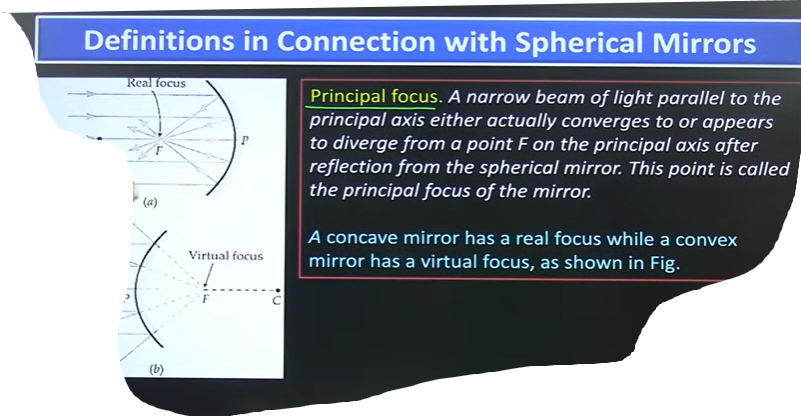 Definitions in Connection with Spherical Mirrors
Real focus
F
P
(a)
Principal focus. A narrow beam of light parallel to the
principal axis either actually converges to or appears
to diverge from a point F on the principal axis after
reflection from the spherical mirror. This point is called
the principal focus of the mirror.
A concave mirror has a real focus while a convex
mirror has a virtual focus, as shown in Fig.
Virtual focus
P
F
C
(b)